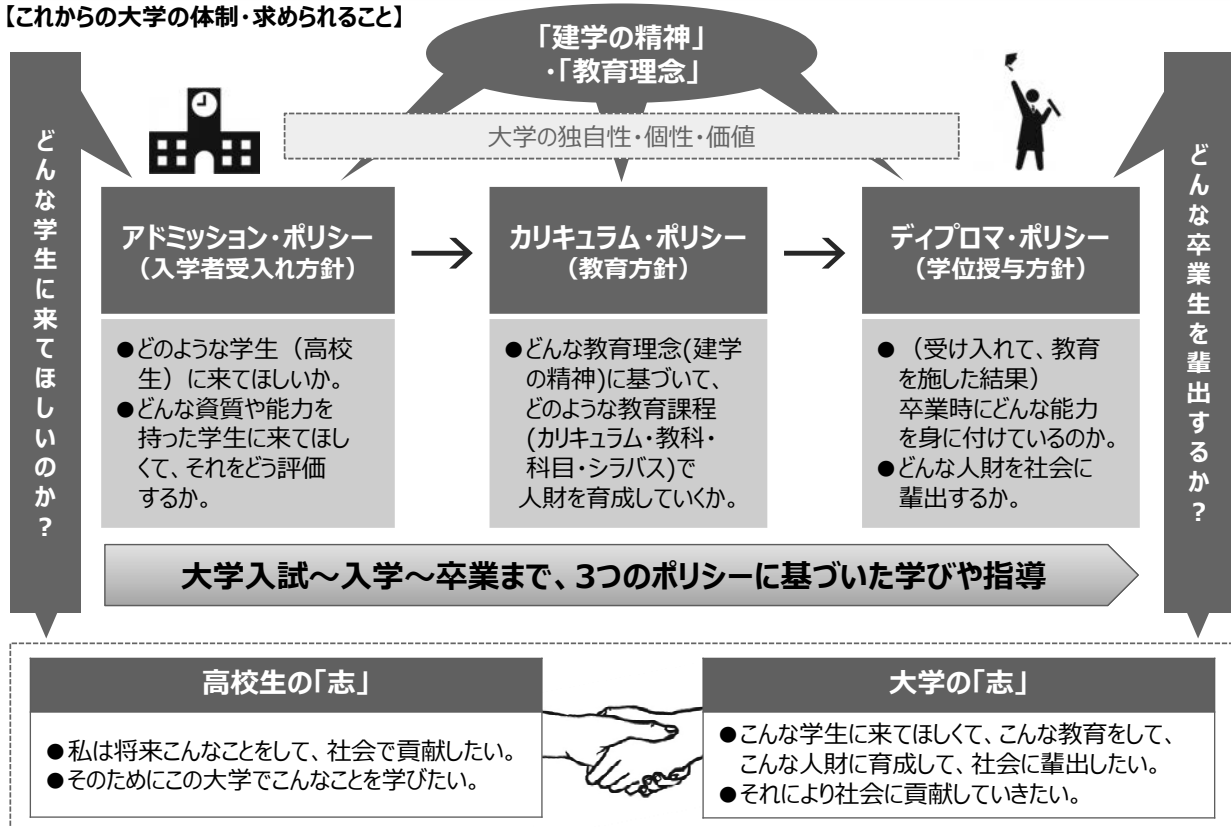 【これからの大学の体制・求められること】
「建学の精神」
・「教育理念」
大学の独自性・個性・価値
どんな学生に来てほしいのか?
どんな卒業生を輩出するか?
アドミッション・ポリシー
(入学者受入れ方針)
→
カリキュラム・ポリシー
(教育方針)
→
ディプロマ・ポリシー
(学位授与方針)
●どのような学生(高校
生)に来てほしいか。
●どんな資質や能力を
持った学生に来てほし
くて、それをどう評価
するか。
●どんな教育理念(建学
の精神)に基づいて、
どのような教育課程
(カリキュラム・教科・
科目・シラバス)で
人財を育成していくか。
●(受け入れて、教育
を施した結果)
卒業時にどんな能力
を身に付けているのか。
●どんな人財を社会に
輩出するか。
大学入試~入学~卒業まで、3つのポリシーに基づいた学びや指導
高校生の「志」
●私は将来こんなことをして、社会で貢献したい。
●そのためにこの大学でこんなことを学びたい。
大学の「志」
●こんな学生に来てほしくて、こんな教育をして、
こんな人財に育成して、社会に輩出したい。
●それにより社会に貢献していきたい。